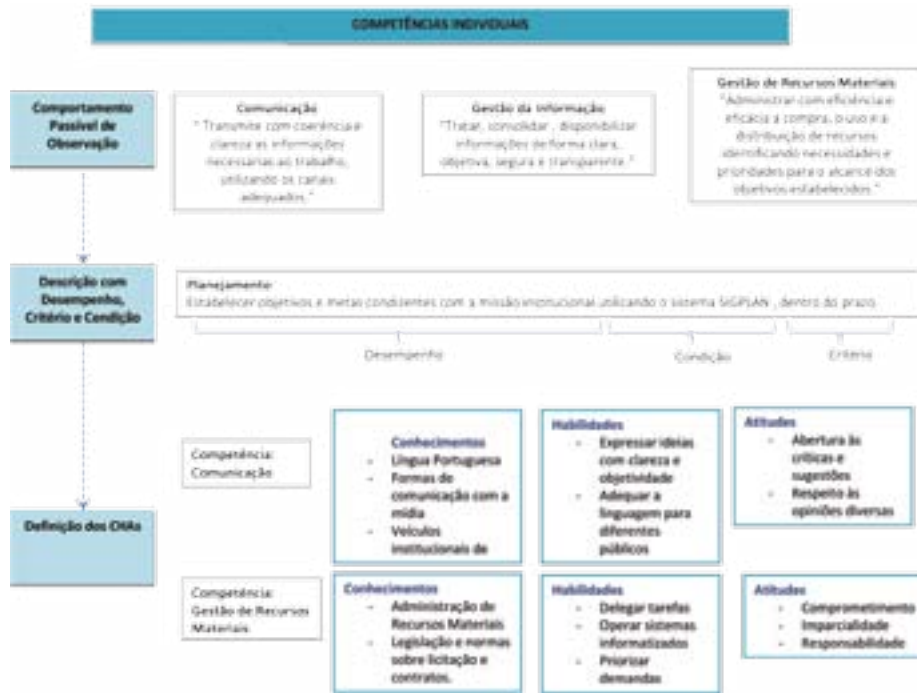 COMPETÊNCIAS INDIVIDUAIS
Comportamento
Passível de
Observação
Comunicação
" Transmite com coerência e
clareza as informações
necessárias ao trabalho,
utilizando os canais
adequados."
Gestão da Informação
"Tratar, consolidar , disponibilizar
informações de forma clara,
objetiva, segura e transparente."
Gestão de Recursos Materiais
"Administrar com eficiência e
eficácia a compra, o uso e a
distribuição de recursos
identificando necessidades e
prioridades para o alcance dos
objetivos estabelecidos."
Descrição com
Desempenho,
Critério e Condição
Planejamento
Estabelecer objetivos e metas condizentes com a missão institucional utilizando o sistema SIGPLAN , dentro do prazo
Desempenho
Condição
Critério
Definição dos CHAs
Competência:
Comunicação
Conhecimentos
- Língua Portuguesa
- Formas de
comunicação com a
mídia
- Veículos
institucionais de
Habilidades
- Expressar ideias
com clareza e
objetividade
- Adequar a
linguagem para
diferentes
públicos
Atitudes
- Abertura às
críticas e
sugestões
- Respeito às
opiniões diversas
Competência:
Gestão de Recursos
Materiais
Conhecimentos
- Administração de
Recursos Materiais
- Legislação e normas
sobre licitação e
contratos.
Habilidades
- Delegar tarefas
- Operar sistemas
informatizados
- Priorizar
demandas
Atitudes
- Comprometimento
- Imparcialidade
- Responsabilidade